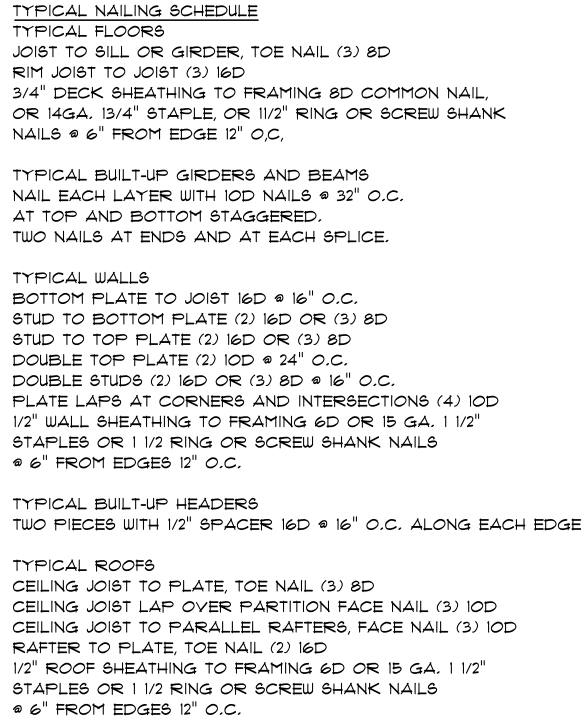 TYPICAL NAILING SCHEDULE
TYPICAL FLOORS
JOIST TO SILL OR GIRDER, TOE NAIL (3) 8D
RIM JOIST TO JOIST (3) 16D
3/4" DECK SHEATHING TO FRAMING 8D COMMON NAIL,
OR 14GA. 13/4" STAPLE, OR 11/2" RING OR SCREW SHANK
NAILS @ 6" FROM EDGE 12" O,C,
TYPICAL BUILT-UP GIRDERS AND BEAMS
NAIL EACH LAYER WITH 10D NAILS @ 32" O.C.
AT TOP AND BOTTOM STAGGERED.
TWO NAILS AT ENDS AND AT EACH SPLICE.
TYPICAL WALLS
BOTTOM PLATE TO JOIST 16D @ 16" O.C.
STUD TO BOTTOM PLATE (2) 16D OR (3) 8D
STUD TO TOP PLATE (2) 16D OR (3) 8D
DOUBLE TOP PLATE (2) 10D @ 24" O.C.
DOUBLE STUDS (2) 16D OR (3) 8D @ 16" O.C.
PLATE LAPS AT CORNERS AND INTERSECTIONS (4) 10D
1/2" WALL SHEATHING TO FRAMING 6D OR 15 GA. 1 1/2"
STAPLES OR 1 1/2 RING OR SCREW SHANK NAILS
@ 6" FROM EDGES 12" O.C.
TYPICAL BUILT-UP HEADERS
TWO PIECES WITH 1/2" SPACER 16D @ 16" O.C. ALONG EACH EDGE
TYPICAL ROOFS
CEILING JOIST TO PLATE, TOE NAIL (3) 8D
CEILING JOIST LAP OVER PARTITION FACE NAIL (3) 10D
CEILING JOIST TO PARALLEL RAFTERS, FACE NAIL (3) 10D
RAFTER TO PLATE, TOE NAIL (2) 16D
1/2" ROOF SHEATHING TO FRAMING 6D OR 15 GA. 1 1/2"
STAPLES OR 1 1/2 RING OR SCREW SHANK NAILS
@ 6" FROM EDGES 12" O.C.